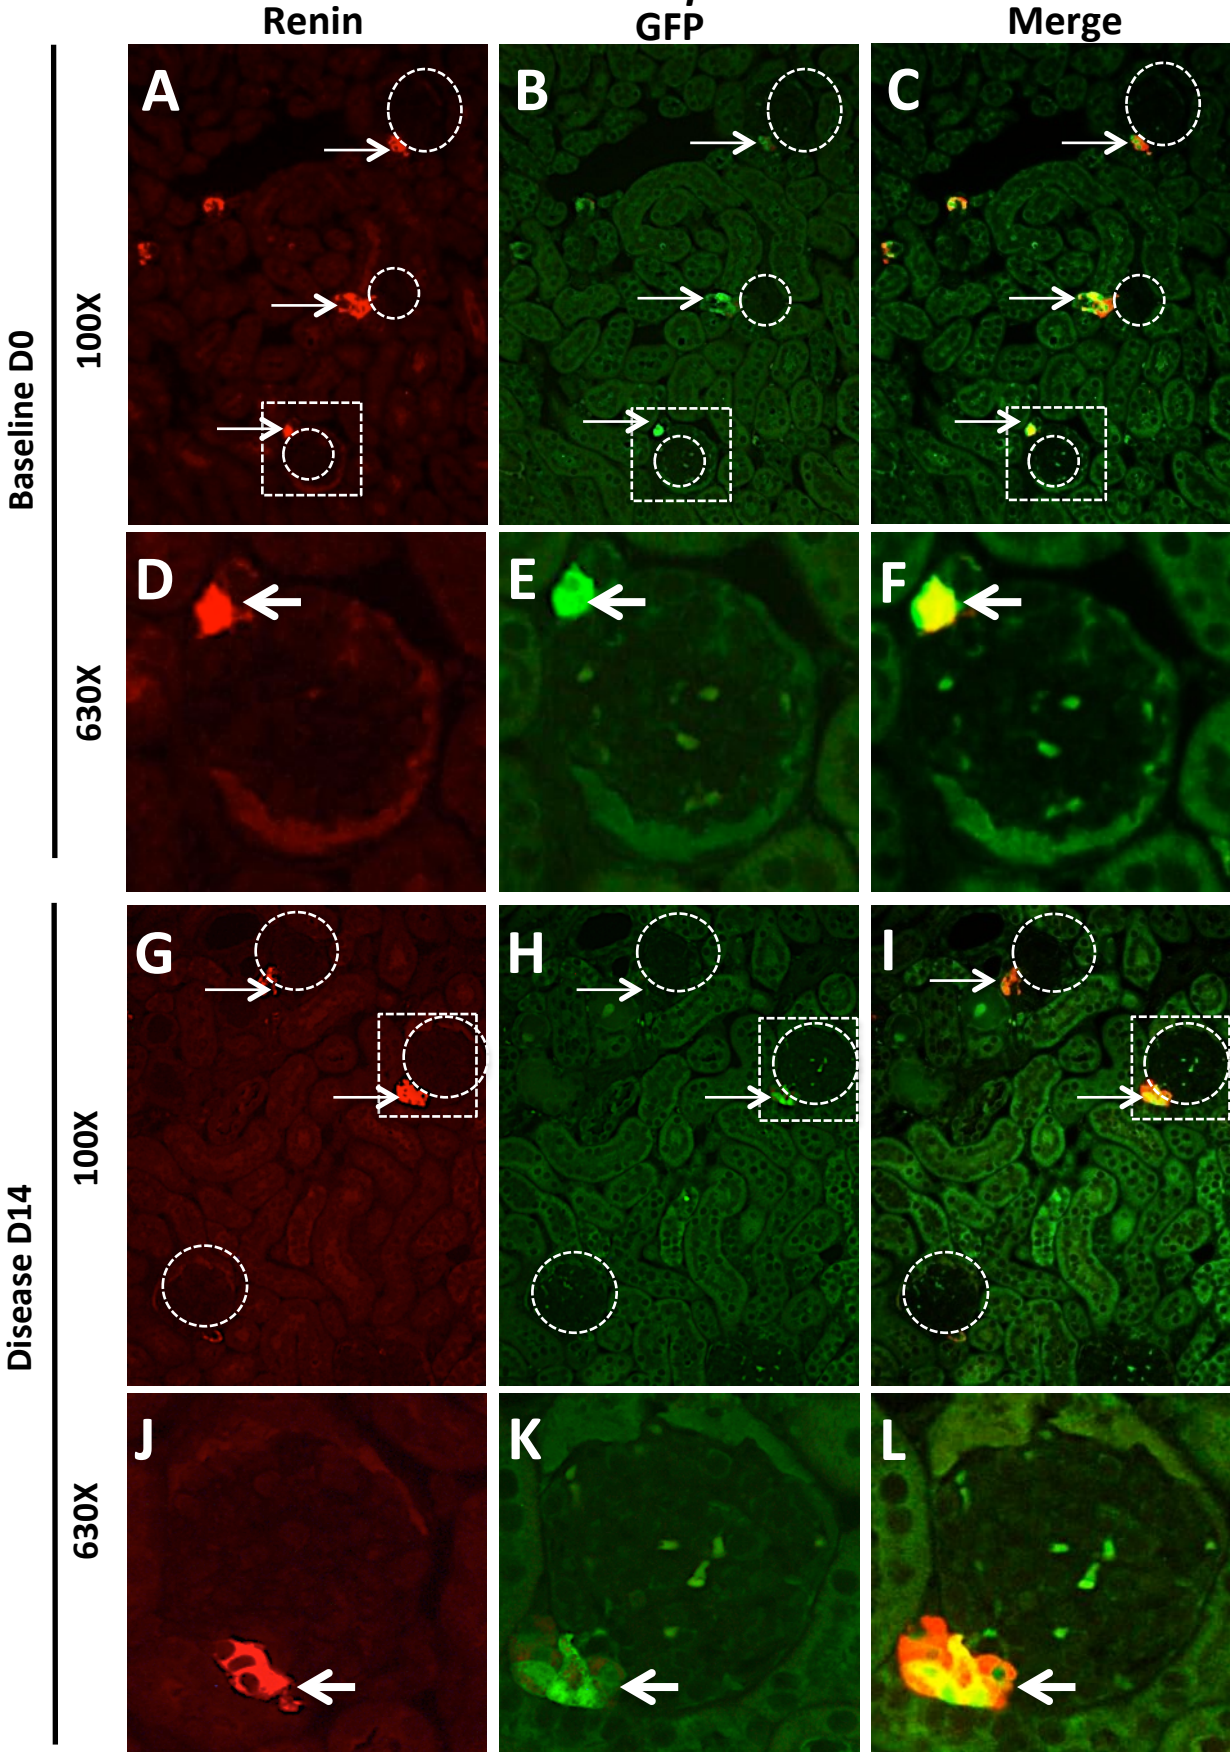 Renin
GFP
Merge
Baseline D0
100X
A
B
C
630X
D
E
F
Disease D14
100X
G
H
I
630X
J
K
L